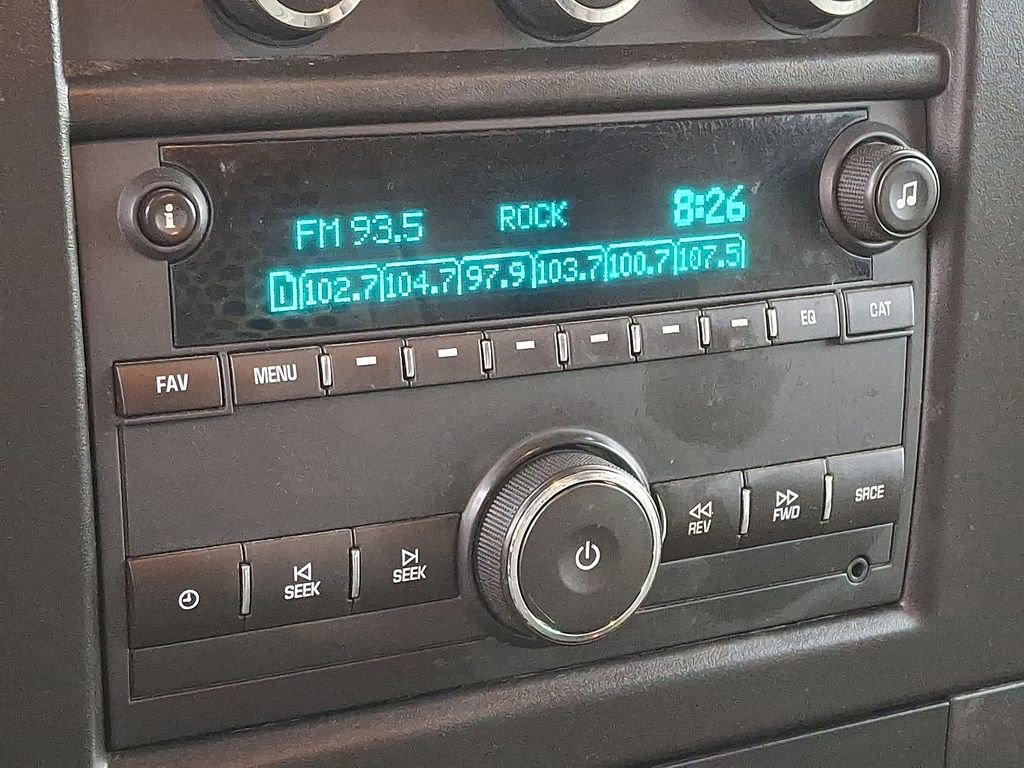 i
FM 93.5 ROCK 8:26
1 102.7 104.7 97.9 103.7 100.7 107.5
FAV MENU EQ CAT
SEEK SEEK REV FWD SRCE